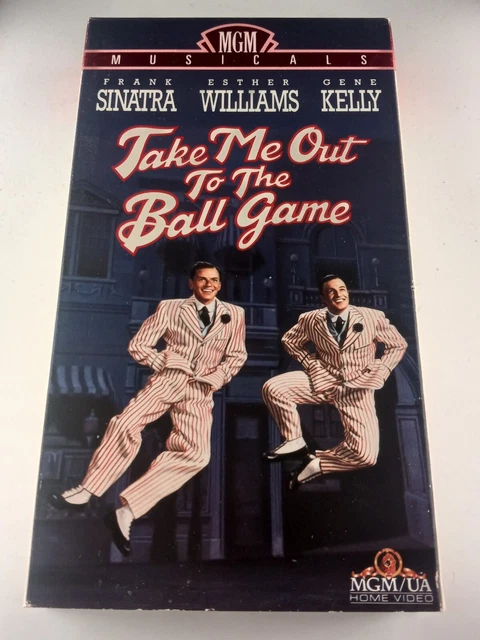 MGM
MUSICALS
FRANK ESTHER GENE
SINATRA WILLIAMS KELLY
Take Me Out
To The
Ball Game
MGM/UA
HOME VIDEO